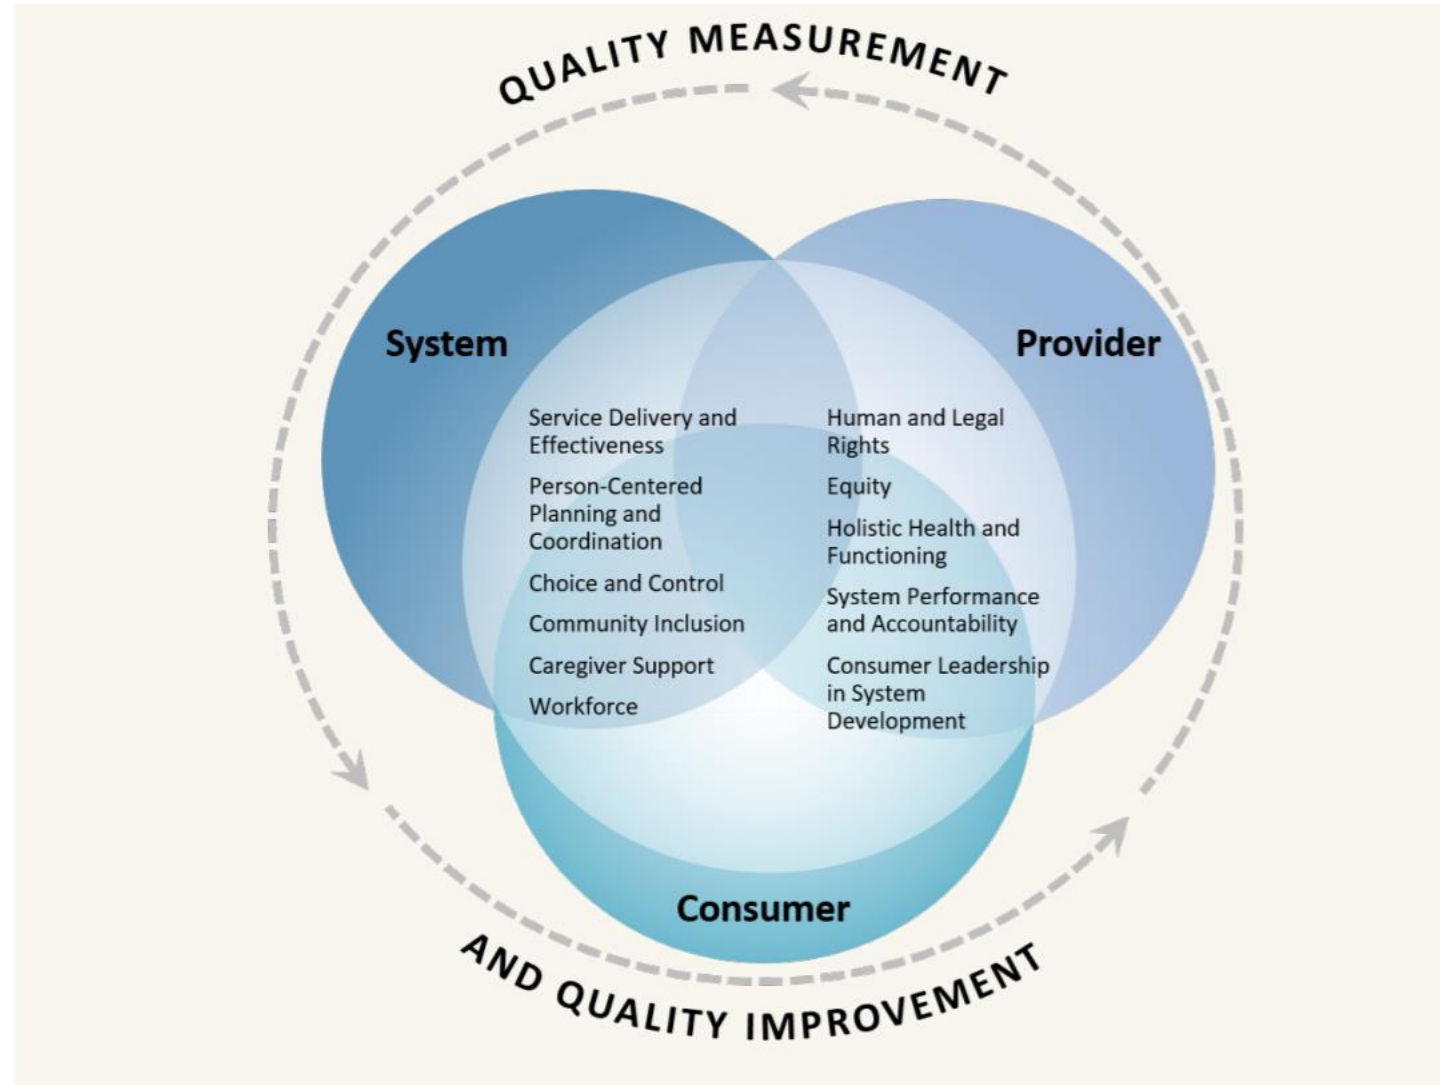 QUALITY MEASUREMENT
System
Provider
Service Delivery and
Effectiveness
Person-Centered
Planning and
Coordination
Choice and Control
Community Inclusion
Caregiver Support
Workforce
Human and Legal
Rights
Equity
Holistic Health and
Functioning
System Performance
and Accountability
Consumer Leadership
in System
Development
Consumer
AND QUALITY IMPROVEMENT